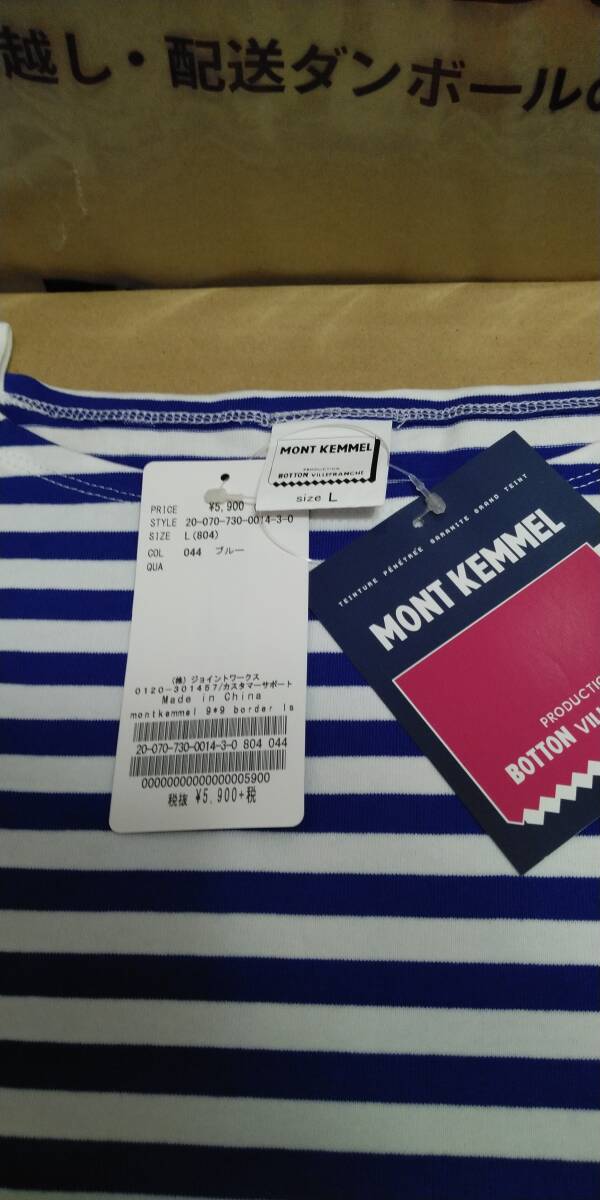 越し・配送ダンボールの
MONT KEMMEL
PRODUCTION
BOTTON VILLEFRANCHE
size L
PRICE ¥5,900
STYLE 20-070-730-0014-3-0
SIZE L(804)
COL 044 ブルー
QUA
(株)ジョイントワークス
0120-301457/カスタマーサポート
Made in China
montkemmel 9*9 border ls
20-070-730-0014-3-0 804 044
0000000000000005900
税抜 ¥5,900+税
TEINTURE PÉNÉTRÉE GARANTIE GRAND TEINT
MONT KEMMEL
PRODUCTION
BOTTON VILL